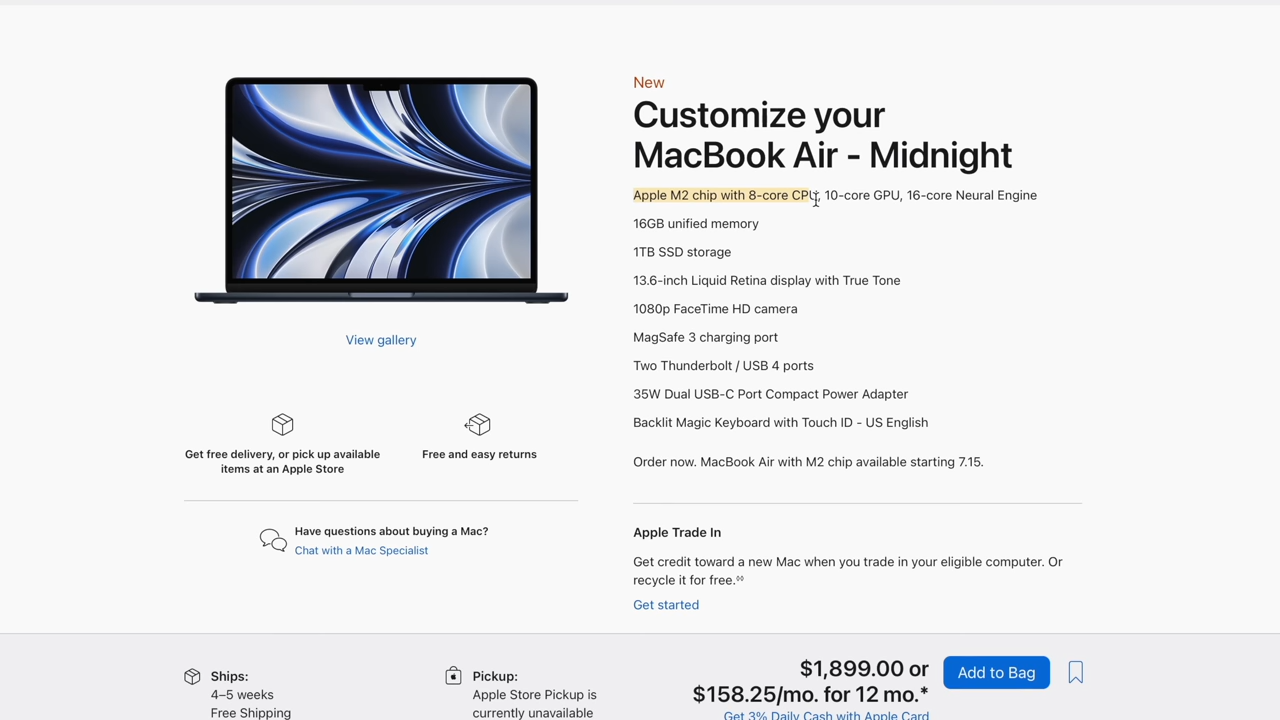 New
Customize your
MacBook Air - Midnight
Apple M2 chip with 8-core CPU, 10-core GPU, 16-core Neural Engine
16GB unified memory
1TB SSD storage
13.6-inch Liquid Retina display with True Tone
1080p FaceTime HD camera
MagSafe 3 charging port
Two Thunderbolt / USB 4 ports
35W Dual USB-C Port Compact Power Adapter
Backlit Magic Keyboard with Touch ID - US English
Order now. MacBook Air with M2 chip available starting 7.15.
View gallery
Get free delivery, or pick up available
items at an Apple Store
Free and easy returns
Have questions about buying a Mac?
Chat with a Mac Specialist
Apple Trade In
Get credit toward a new Mac when you trade in your eligible computer. Or
recycle it for free.◊◊
Get started
Ships:
4–5 weeks
Free Shipping
Pickup:
Apple Store Pickup is
currently unavailable
$1,899.00 or
$158.25/mo. for 12 mo.*
Get 3% Daily Cash with Apple Card
Add to Bag